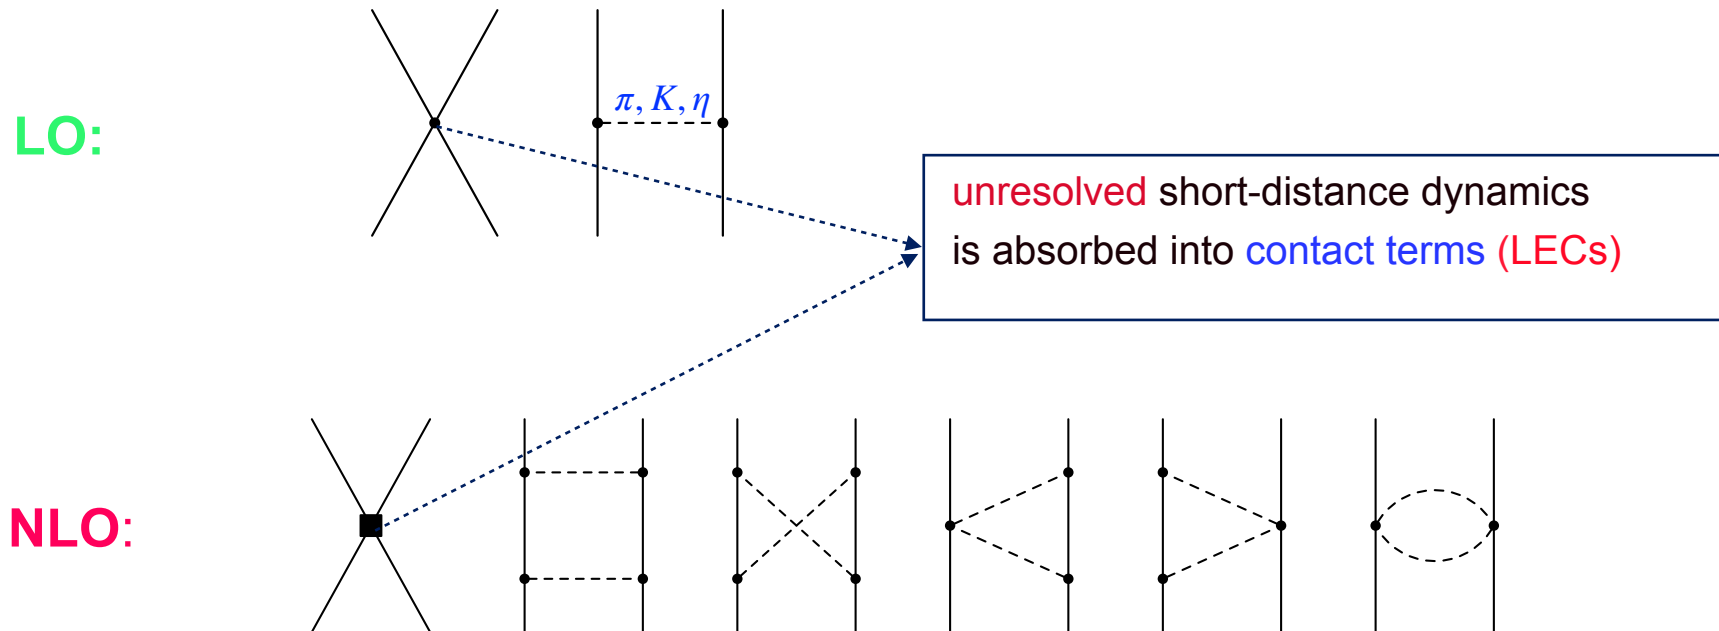 π, K, η
LO:
unresolved short-distance dynamics
is absorbed into contact terms (LECs)
NLO: